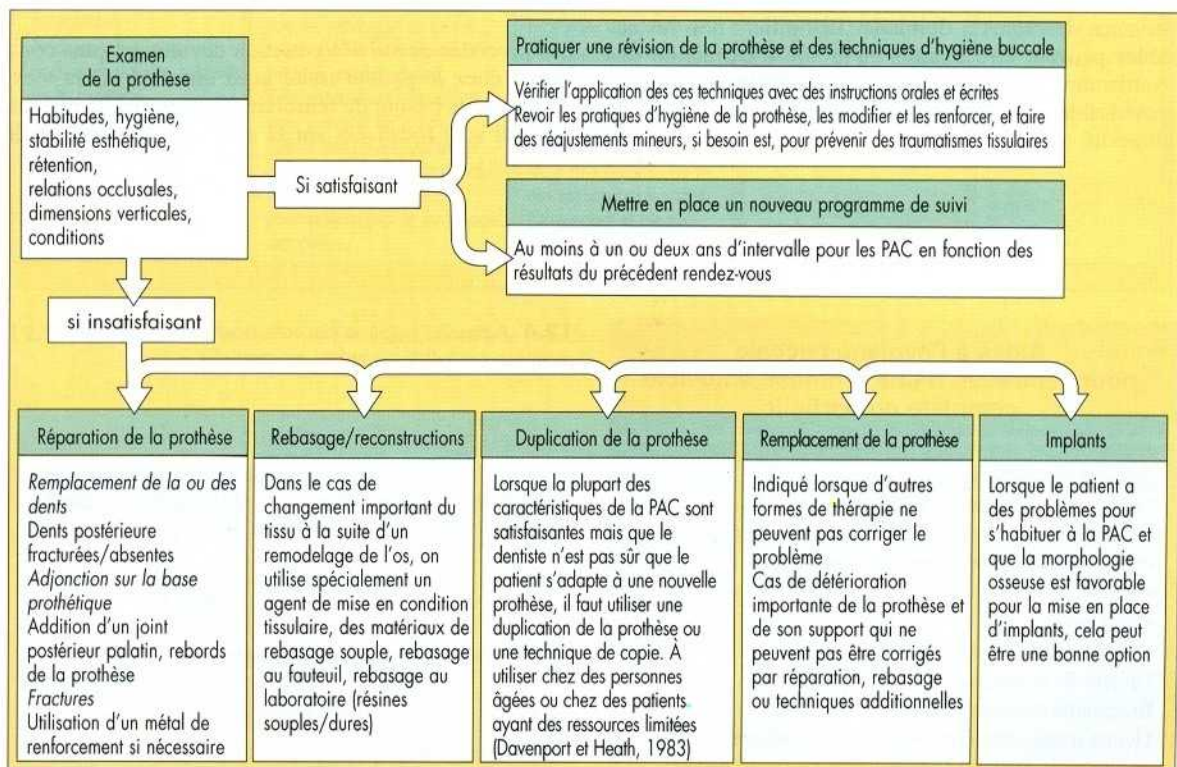 Examen
de la prothèse
Habitudes, hygiène,
stabilité esthétique,
rétention,
relations occlusales,
dimensions verticales,
conditions
Si satisfaisant
Pratiquer une révision de la prothèse et des techniques d'hygiène buccale
Vérifier l'application des ces techniques avec des instructions orales et écrites
Revoir les pratiques d'hygiène de la prothèse, les modifier et les renforcer, et faire
des réajustements mineurs, si besoin est, pour prévenir des traumatismes tissulaires
Mettre en place un nouveau programme de suivi
Au moins à un ou deux ans d'intervalle pour les PAC en fonction des
résultats du précédent rendez-vous
si insatisfaisant
Réparation de la prothèse
Remplacement de la ou des
dents
Dents postérieure
fracturées/absentes
Adjonction sur la base
prothétique
Addition d'un joint
postérieur palatin, rebords
de la prothèse
Fractures
Utilisation d'un métal de
renforcement si nécessaire
Rebasage/reconstructions
Dans le cas de
changement important du
tissu à la suite d'un
remodelage de l'os, on
utilise spécialement un
agent de mise en condition
tissulaire, des matériaux de
rebasage souple, rebasage
au fauteuil, rebasage au
laboratoire (résines
souples/dures)
Duplication de la prothèse
Lorsque la plupart des
caractéristiques de la PAC sont
satisfaisantes mais que le
dentiste n'est pas sûr que le
patient s'adapte à une nouvelle
prothèse, il faut utiliser une
duplication de la prothèse ou
une technique de copie. À
utiliser chez des personnes
âgées ou chez des patients
ayant des ressources limitées
(Davenport et Heath, 1983)
Remplacement de la prothèse
Indiqué lorsque d'autres
formes de thérapie ne
peuvent pas corriger le
problème
Cas de détérioration
importante de la prothèse et
de son support qui ne
peuvent pas être corrigés
par réparation, rebasage
ou techniques additionnelles
Implants
Lorsque le patient a
des problèmes pour
s'habituer à la PAC et
que la morphologie
osseuse est favorable
pour la mise en place
d'implants, cela peut
être une bonne option